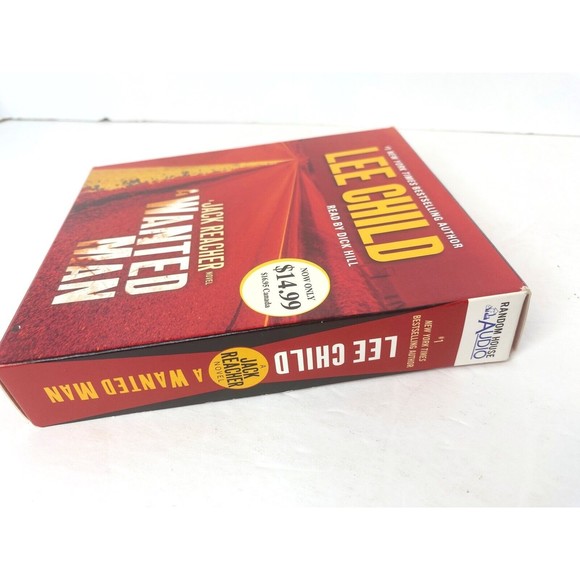 #1 NEW YORK TIMES BESTSELLING AUTHOR
LEE CHILD
READ BY DICK HILL
A JACK REACHER NOVEL
A WANTED
MAN
NOW ONLY
$14.99
$16.95 Canada
#1
NEW YORK TIMES
BESTSELLING AUTHOR
LEE CHILD
A
JACK
REACHER
NOVEL
A WANTED MAN
RANDOM HOUSE
AUDIO